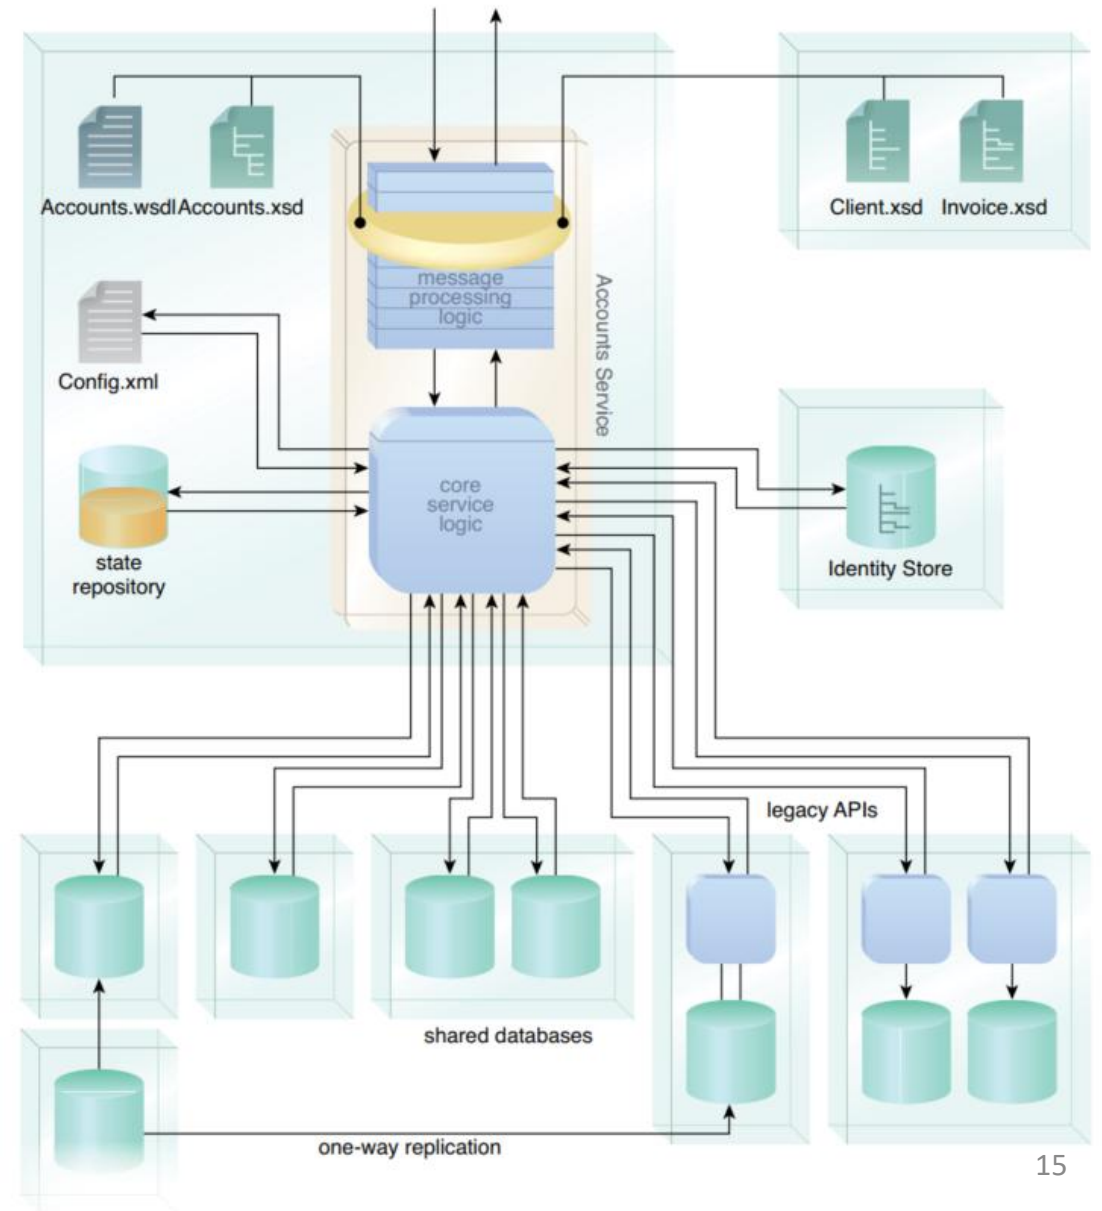 Accounts.wsdl
Accounts.xsd
Client.xsd
Invoice.xsd
message
processing
logic
Accounts Service
Config.xml
core
service
logic
state
repository
Identity Store
legacy APIs
shared databases
one-way replication
15